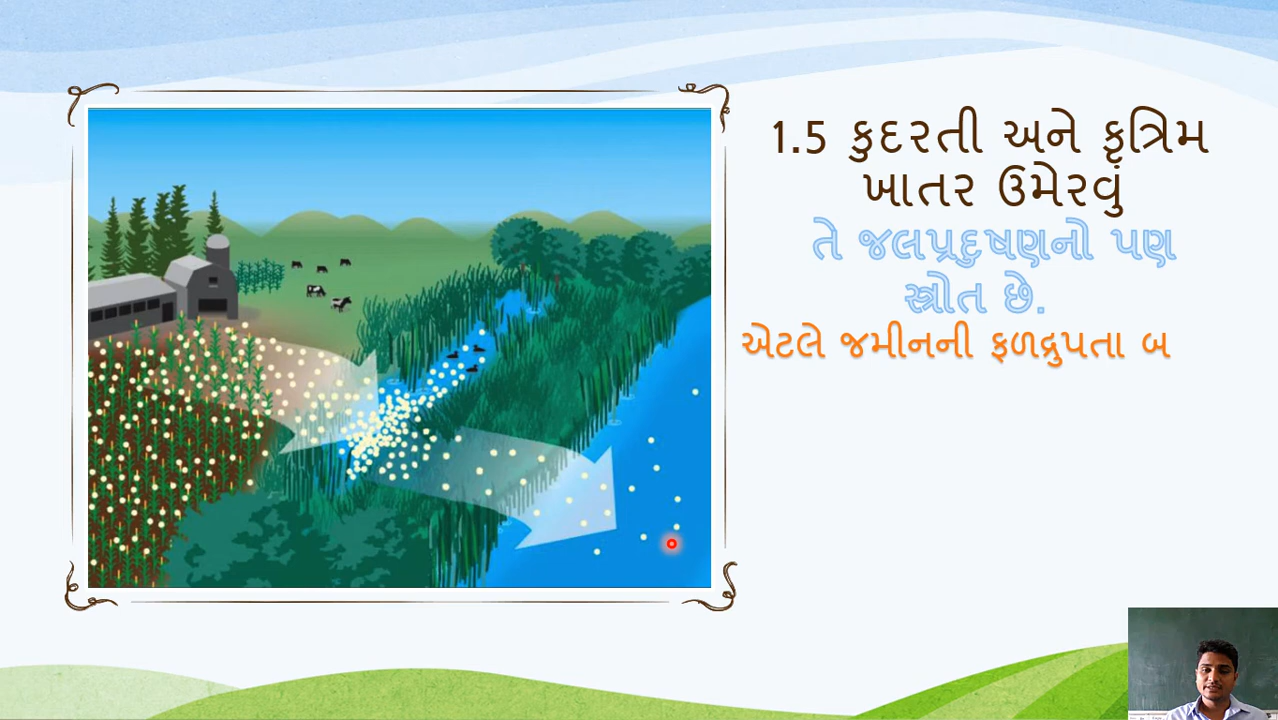 1.5 કુદરતી અને કૃત્રિમ
ખાતર ઉમેરવું
તે જલપ્રદુષણનો પણ
સ્ત્રોત છે.
એટલે જમીનની ફળદ્રુપતા બ